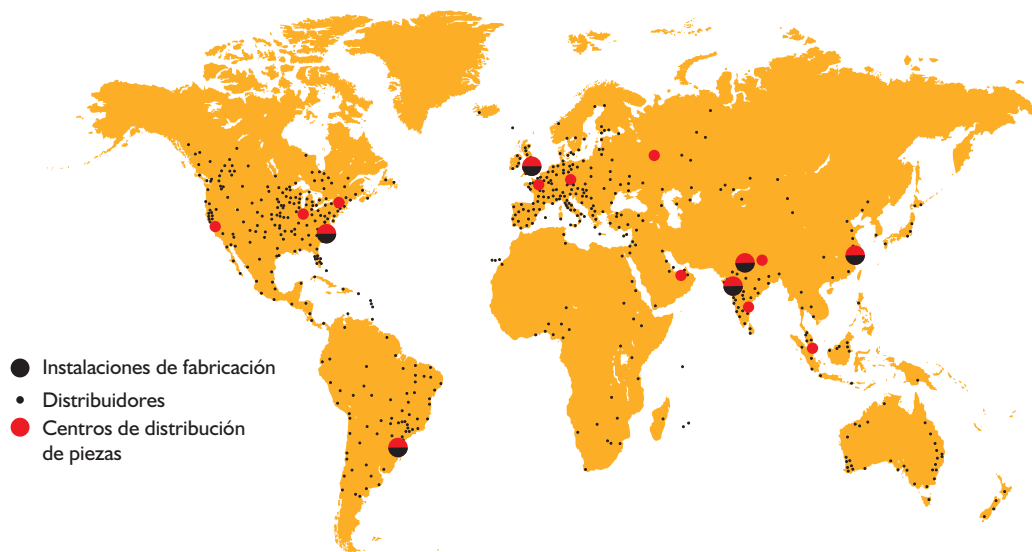 Instalaciones de fabricación
Distribuidores
Centros de distribución
de piezas